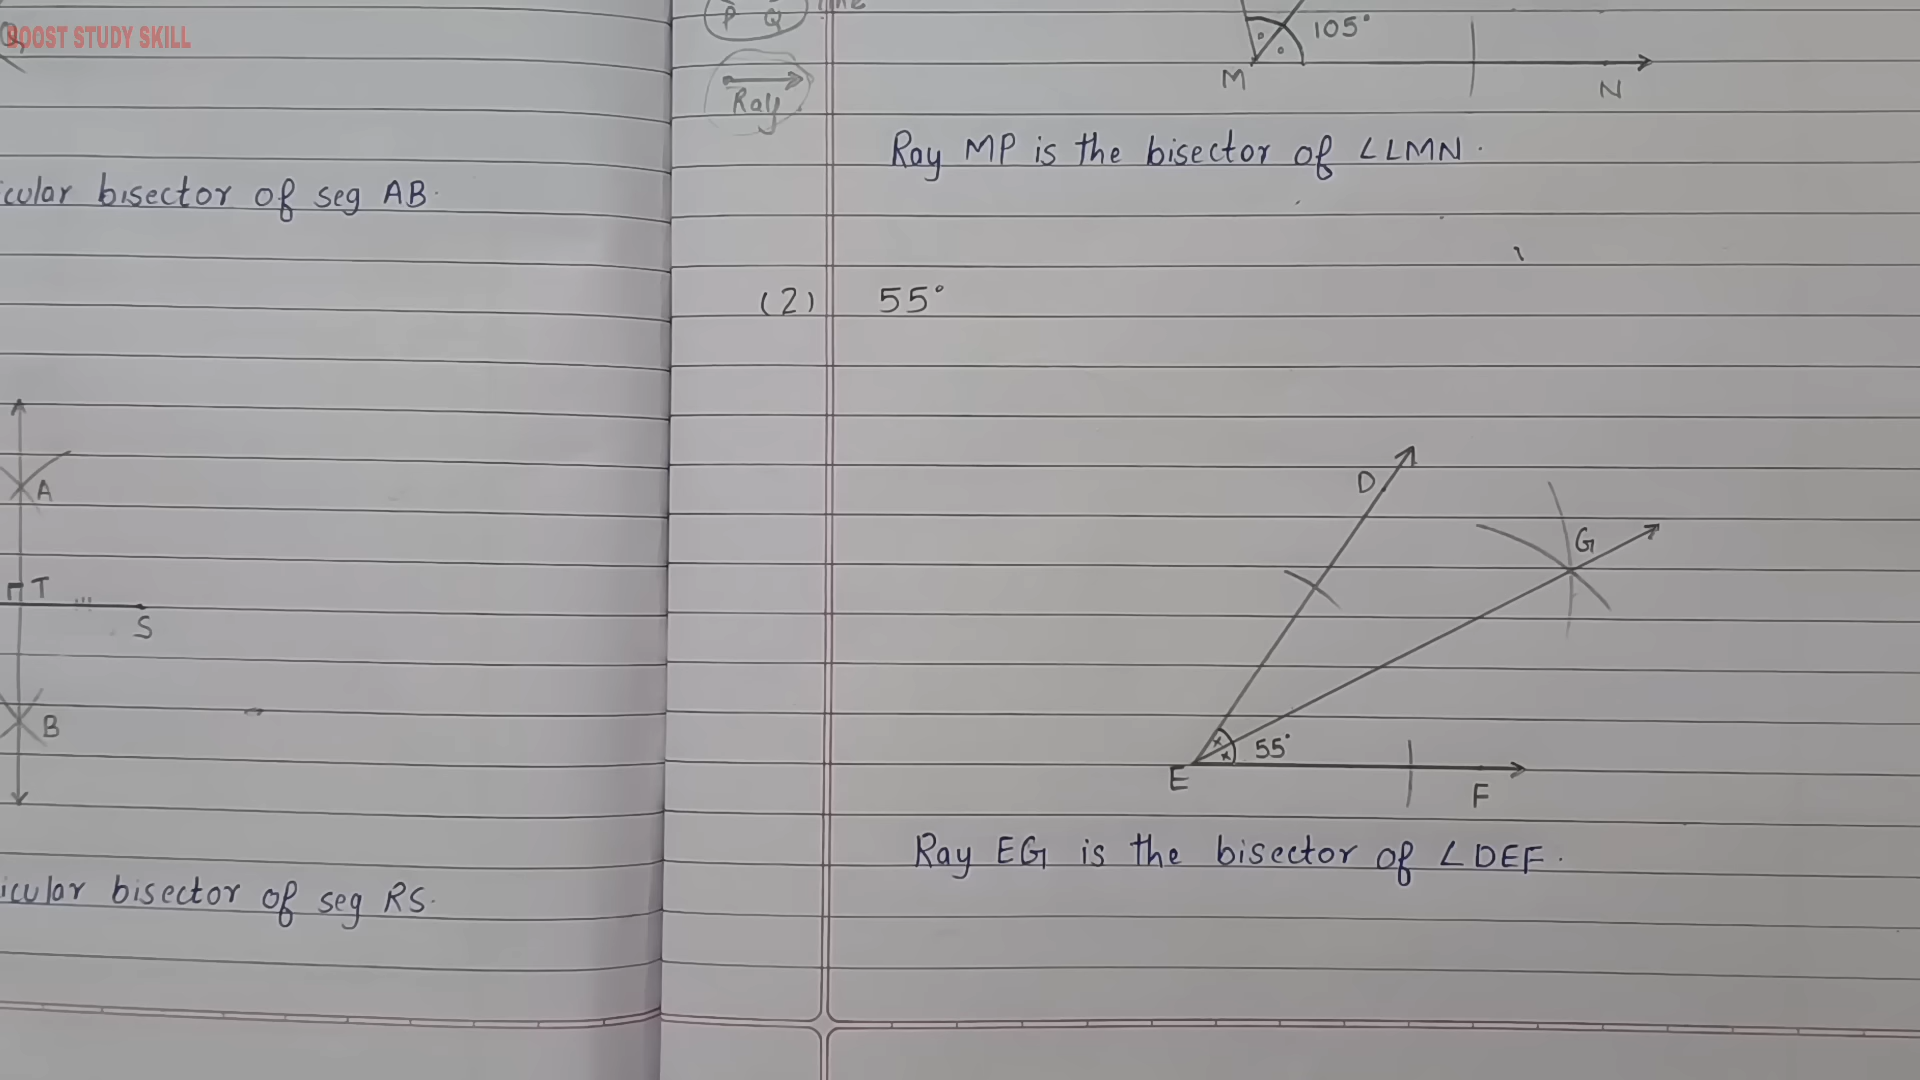 BOOST STUDY SKILL
Q
icular bisector of seg AB.
A
T
S
B
icular bisector of seg RS.
P Q
Ray
105°
M
N
Ray MP is the bisector of ∠LMN.
(2) 55°
D
G
55°
E
F
Ray EG is the bisector of ∠DEF.